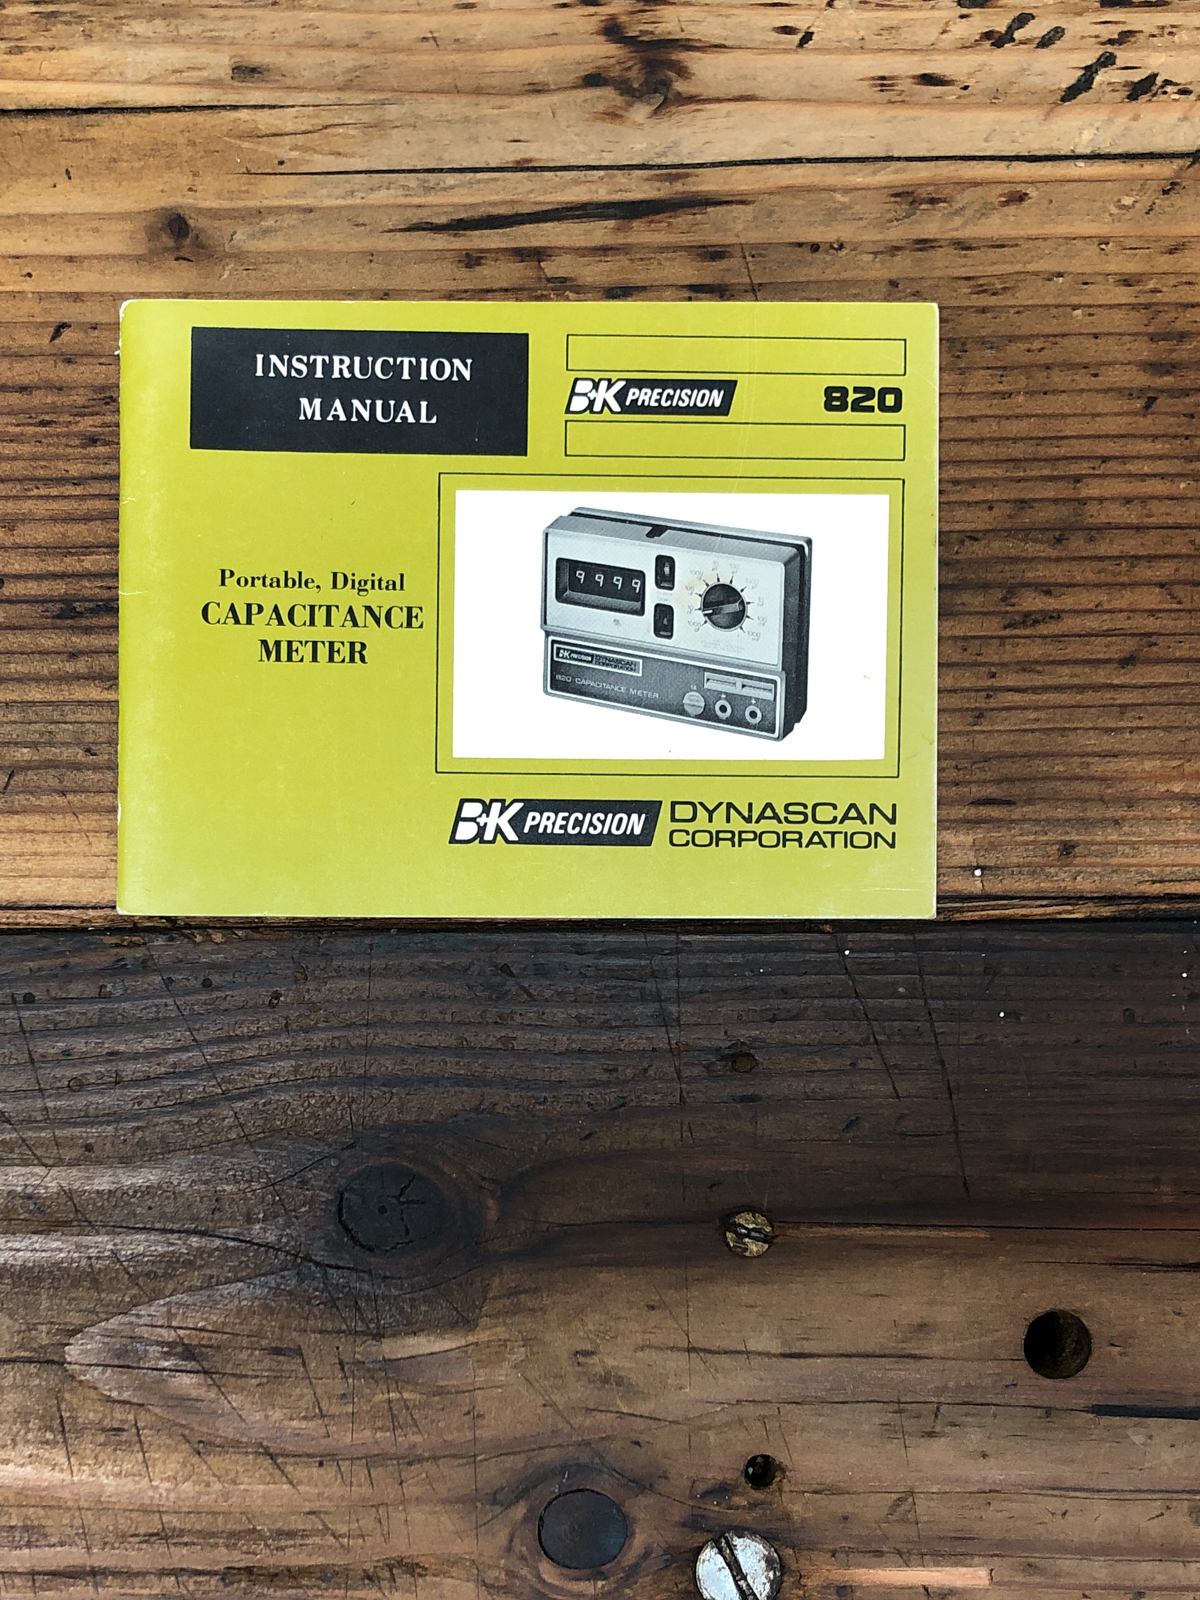 INSTRUCTION
MANUAL
B+K PRECISION
820
Portable, Digital
CAPACITANCE
METER
9999
B+K PRECISION DYNASCAN
CORPORATION
820 CAPACITANCE METER
B+K PRECISION
DYNASCAN
CORPORATION